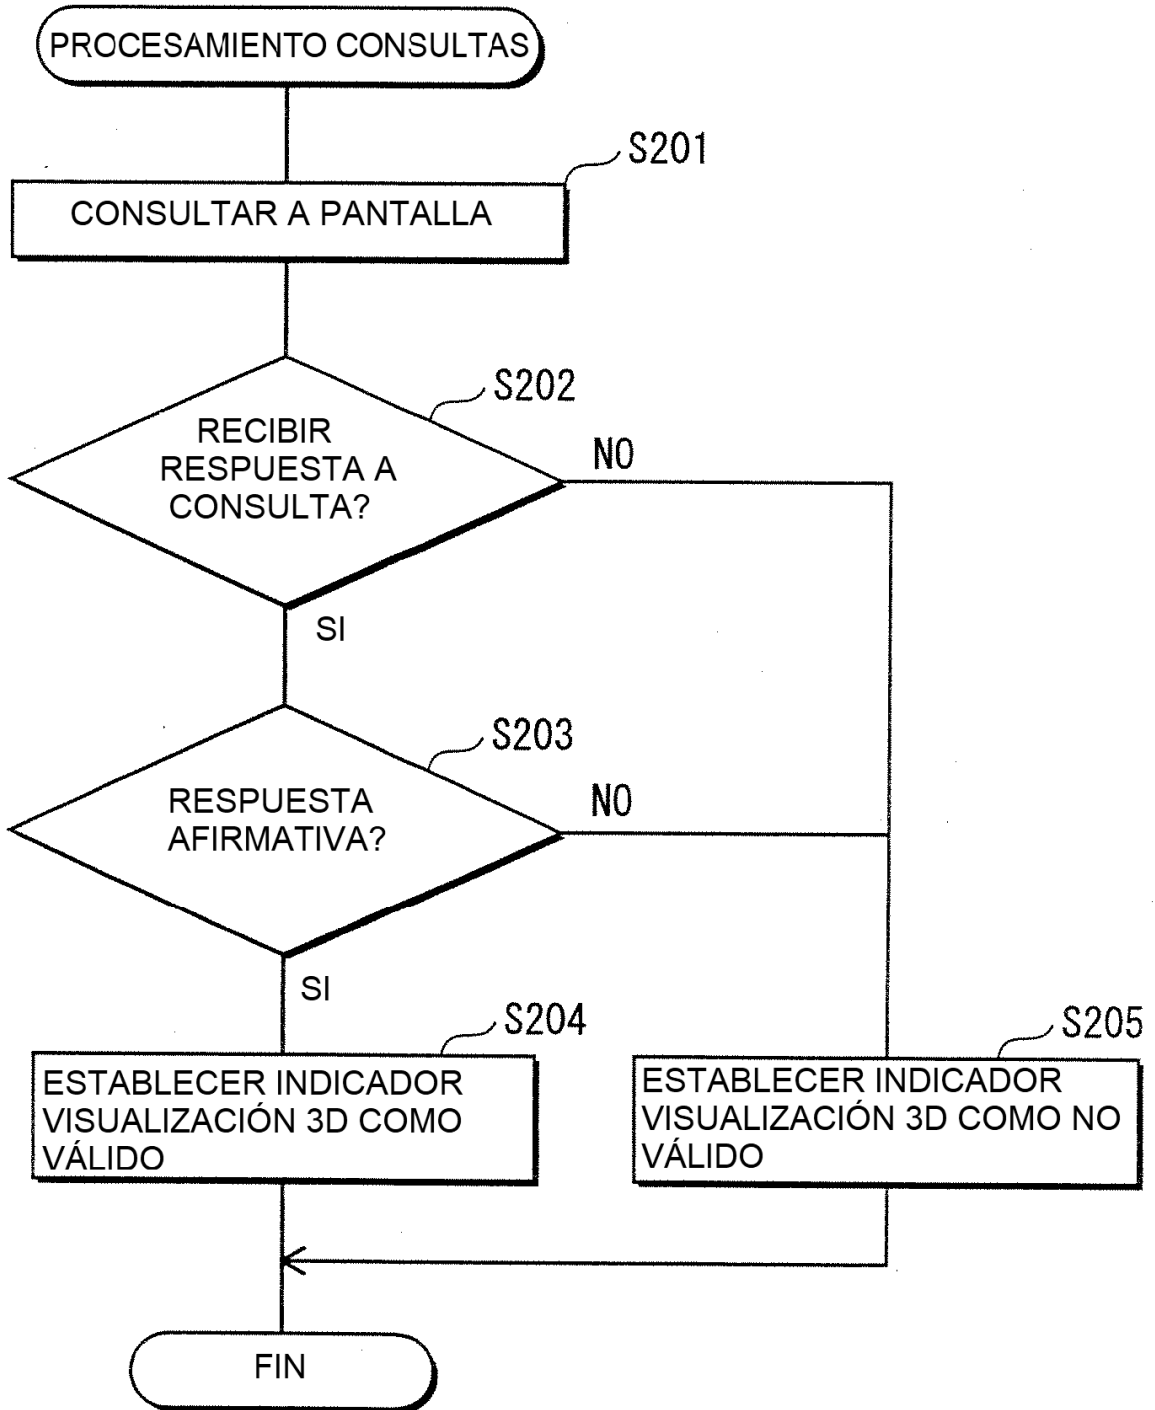 PROCESAMIENTO CONSULTAS
S201
CONSULTAR A PANTALLA
S202
RECIBIR
RESPUESTA A
CONSULTA?
NO
SI
S203
RESPUESTA
AFIRMATIVA?
NO
SI
S204
ESTABLECER INDICADOR
VISUALIZACIÓN 3D COMO
VÁLIDO
S205
ESTABLECER INDICADOR
VISUALIZACIÓN 3D COMO NO
VÁLIDO
FIN